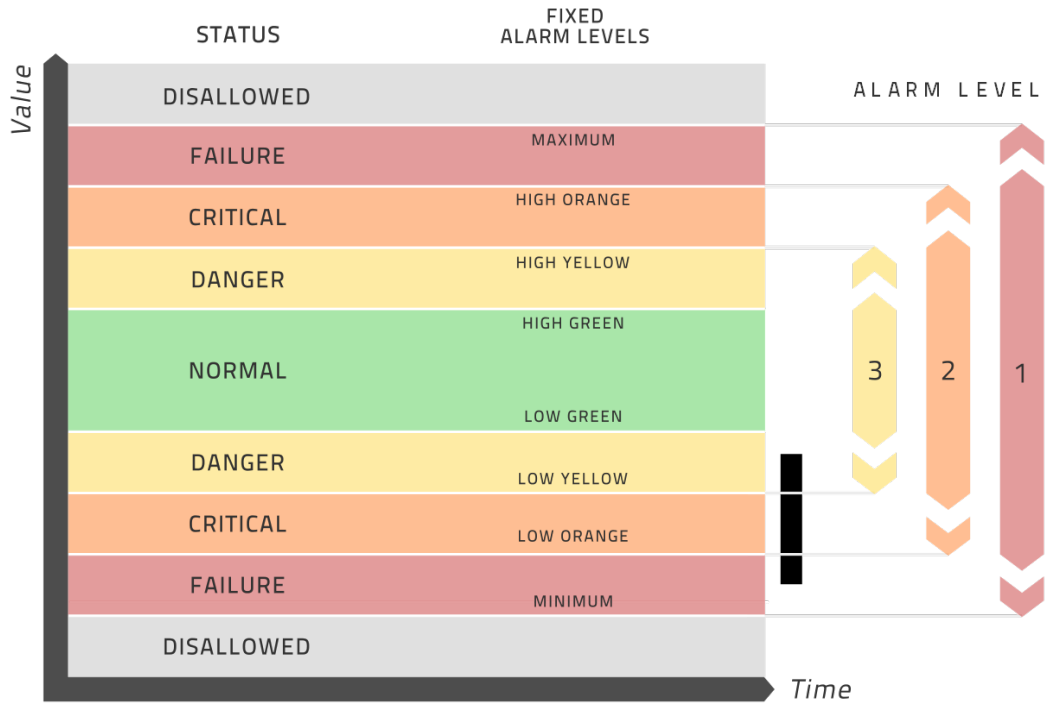 STATUS
FIXED
ALARM LEVELS
Value
DISALLOWED
ALARM LEVEL
MAXIMUM
FAILURE
HIGH ORANGE
CRITICAL
HIGH YELLOW
DANGER
HIGH GREEN
NORMAL
3
2
1
LOW GREEN
DANGER
LOW YELLOW
CRITICAL
LOW ORANGE
FAILURE
MINIMUM
DISALLOWED
Time